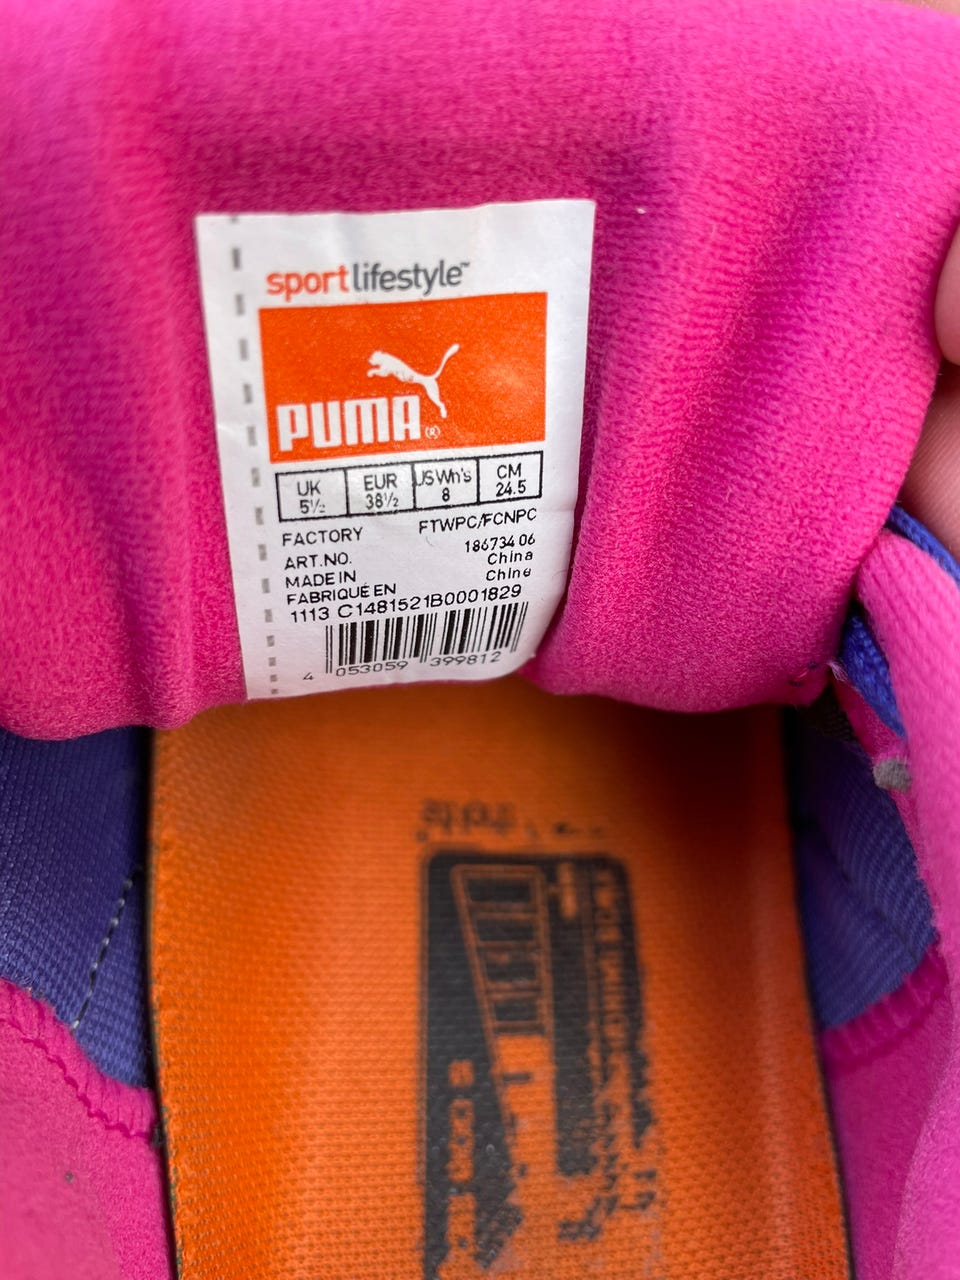 sportlifestyle™
PUMA®
UK EUR US Wn's CM
5½ 38½ 8 24.5
FACTORY FTWPC/FCNPC
ART.NO. 186734 06
MADE IN China
FABRIQUÉ EN Chine
1113 C1481521B0001829
4 053059 399812